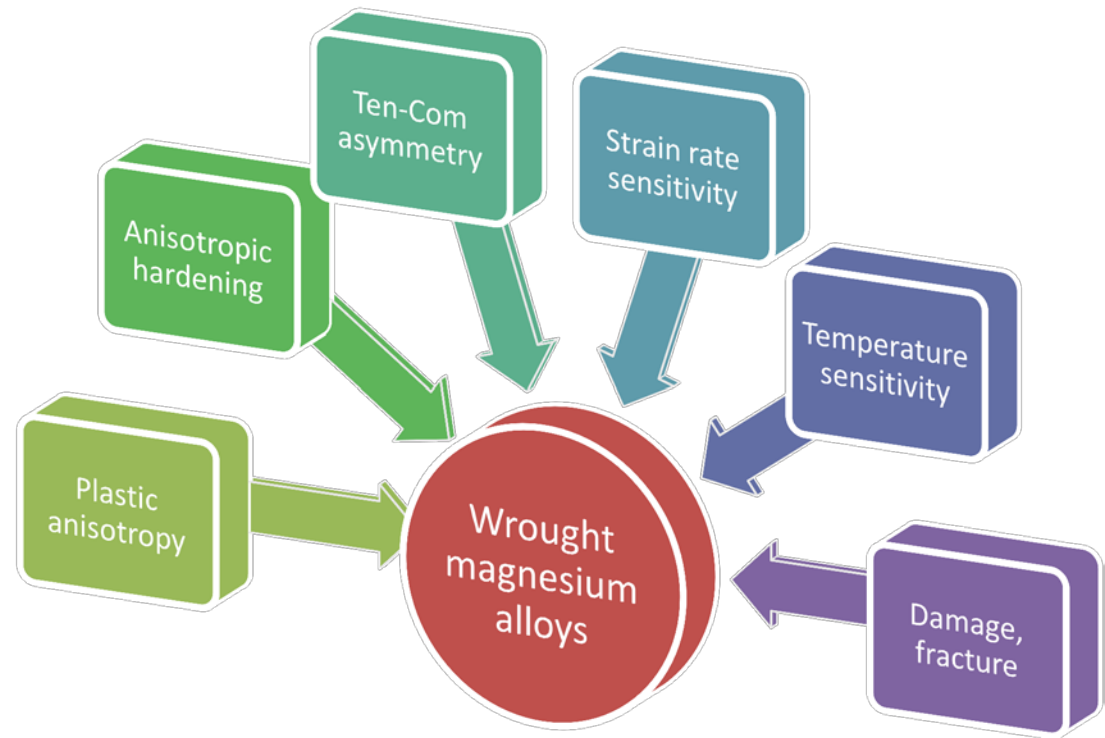 Ten-Com
asymmetry
Strain rate
sensitivity
Anisotropic
hardening
Temperature
sensitivity
Plastic
anisotropy
Wrought
magnesium
alloys
Damage,
fracture